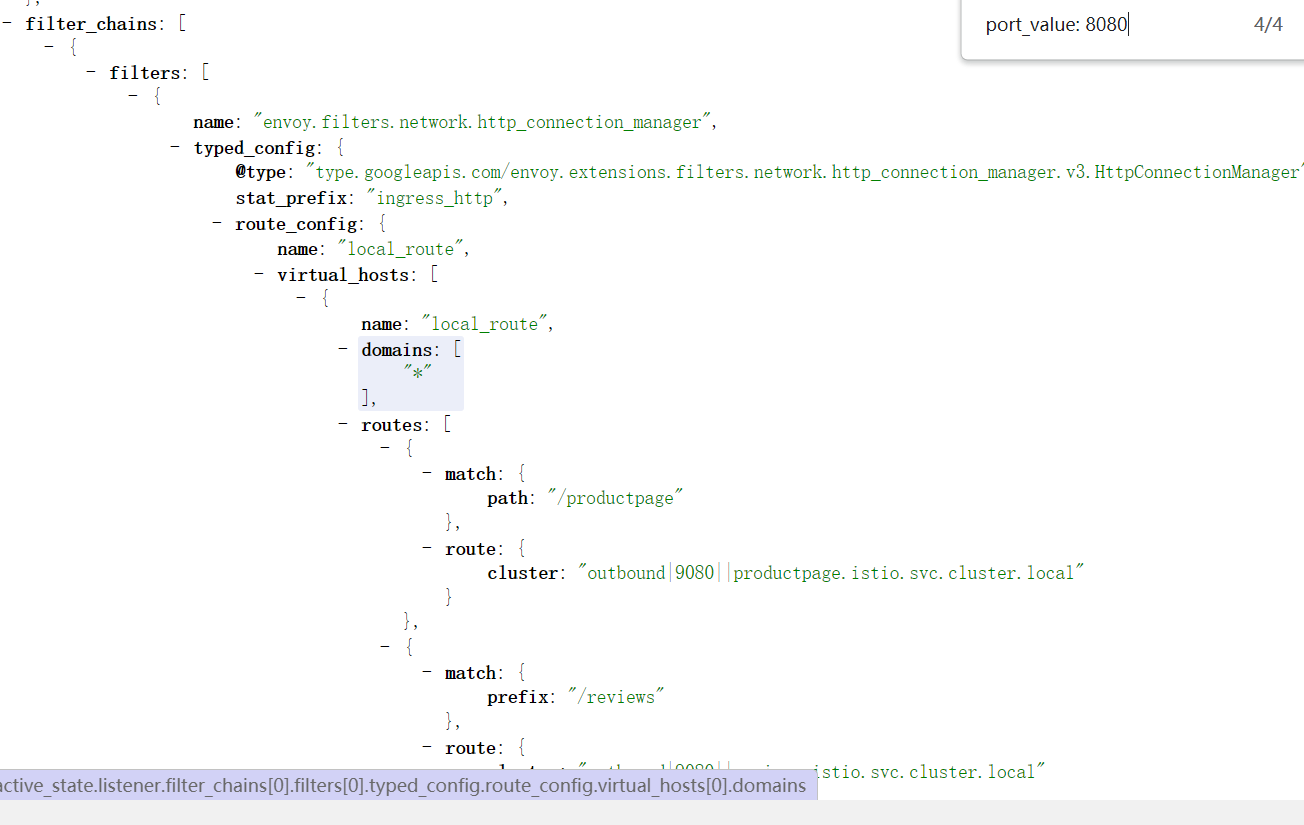 },
- filter_chains: [
- {
- filters: [
- {
name: "envoy.filters.network.http_connection_manager",
- typed_config: {
@type: "type.googleapis.com/envoy.extensions.filters.network.http_connection_manager.v3.HttpConnectionManager"
stat_prefix: "ingress_http",
- route_config: {
name: "local_route",
- virtual_hosts: [
- {
name: "local_route",
- domains: [
"*"
],
- routes: [
- {
- match: {
path: "/productpage"
},
- route: {
cluster: "outbound|9080||productpage.istio.svc.cluster.local"
}
},
- {
- match: {
prefix: "/reviews"
},
- route: {
istio.svc.cluster.local"
active_state.listener.filter_chains[0].filters[0].typed_config.route_config.virtual_hosts[0].domains
port_value: 8080 4/4